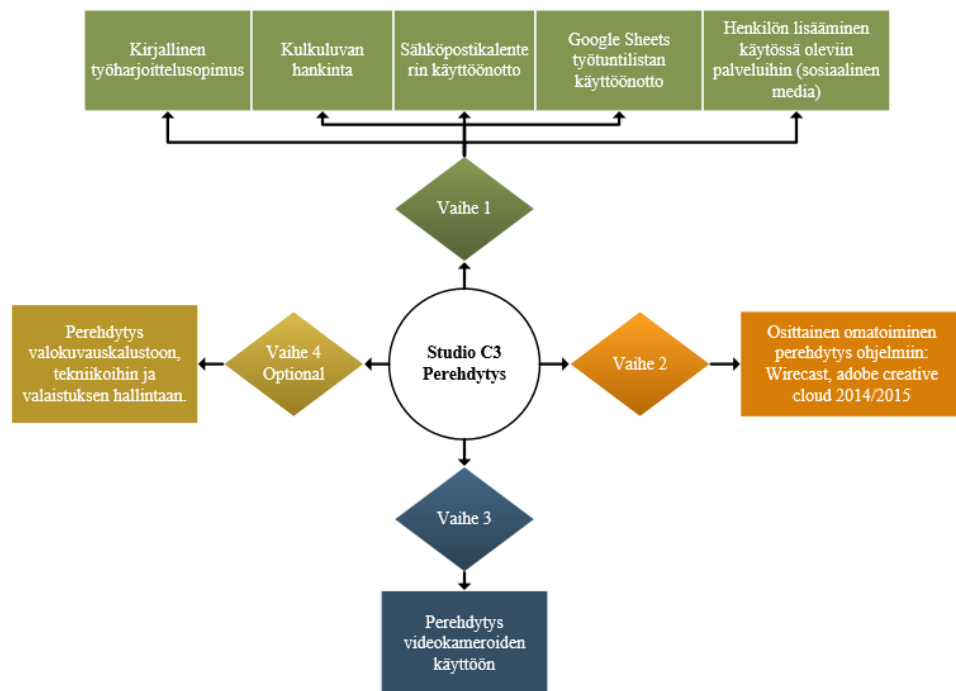 Kirjallinen
työharjoittelusopimus
Kulkuluvan
hankinta
Sähköpostikalente
rin käyttöönotto
Google Sheets
työtuntilistan
käyttöönotto
Henkilön lisääminen
käytössä oleviin
palveluihin (sosiaalinen
media)
Vaihe 1
Perehdytys
valokuvauskalustoon,
tekniikoihin ja
valaistuksen hallintaan.
Vaihe 4
Optional
Studio C3
Perehdytys
Vaihe 2
Osittainen omatoiminen
perehdytys ohjelmiin:
Wirecast, adobe creative
cloud 2014/2015
Vaihe 3
Perehdytys
videokameroiden
käyttöön